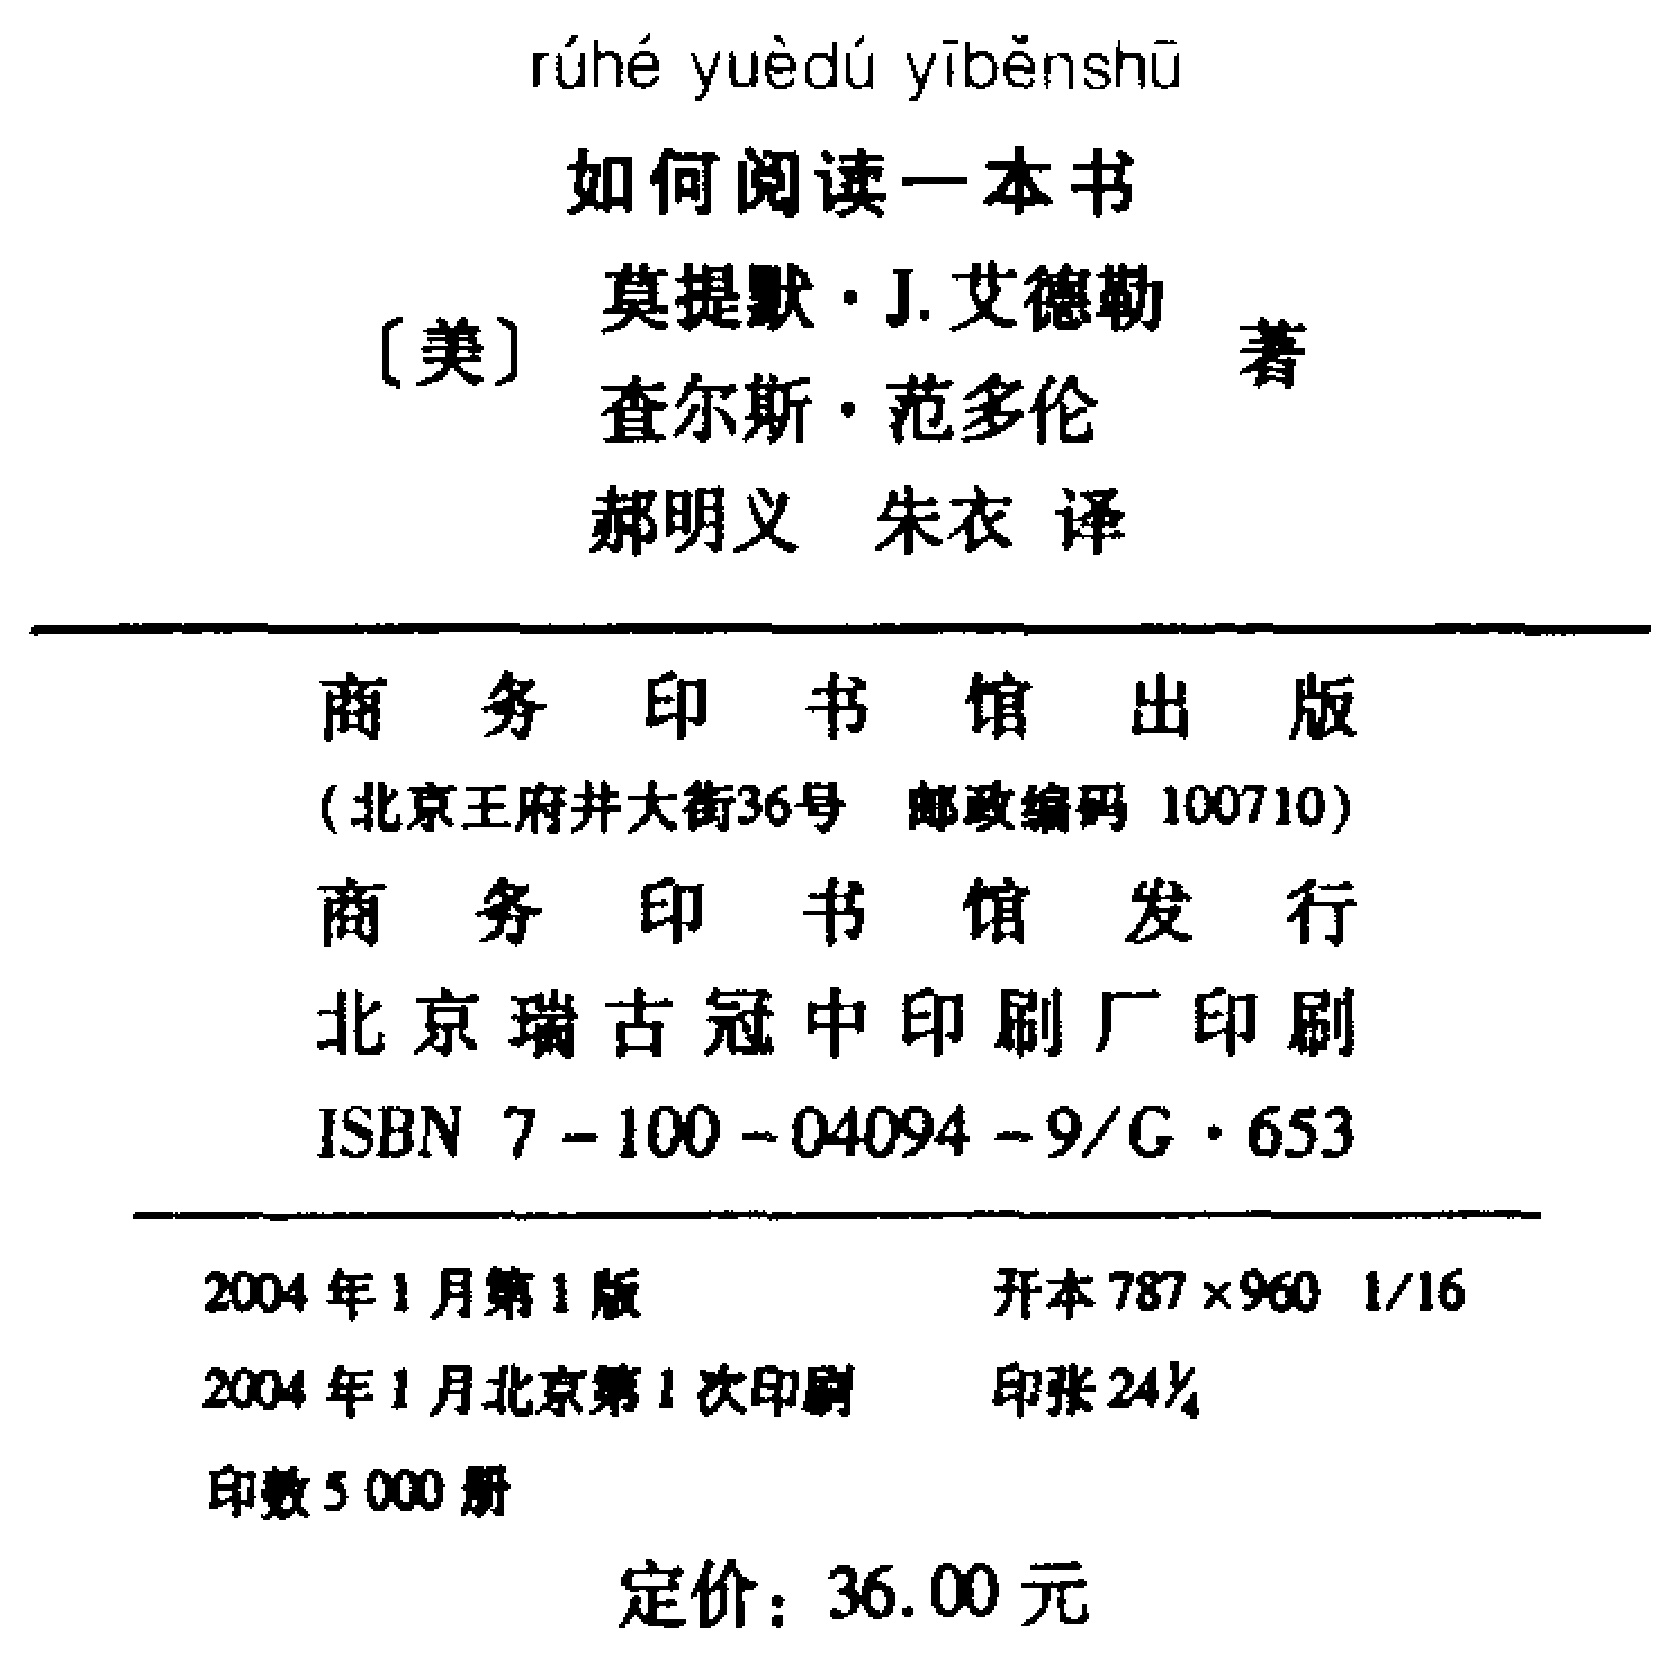 rúhé yuèdú yīběnshū
如何阅读一本书
〔美〕 莫提默·J. 艾德勒
查尔斯·范多伦 著
郝明义 朱衣 译
商务印书馆出版
(北京王府井大街36号 邮政编码 100710)
商务印书馆发行
北京瑞古冠中印刷厂印刷
ISBN 7-100-04094-9/G·653
2004年1月第1版 开本 787×960 1/16
2004年1月北京第1次印刷 印张 24¼
印数 5 000 册
定价：36.00 元